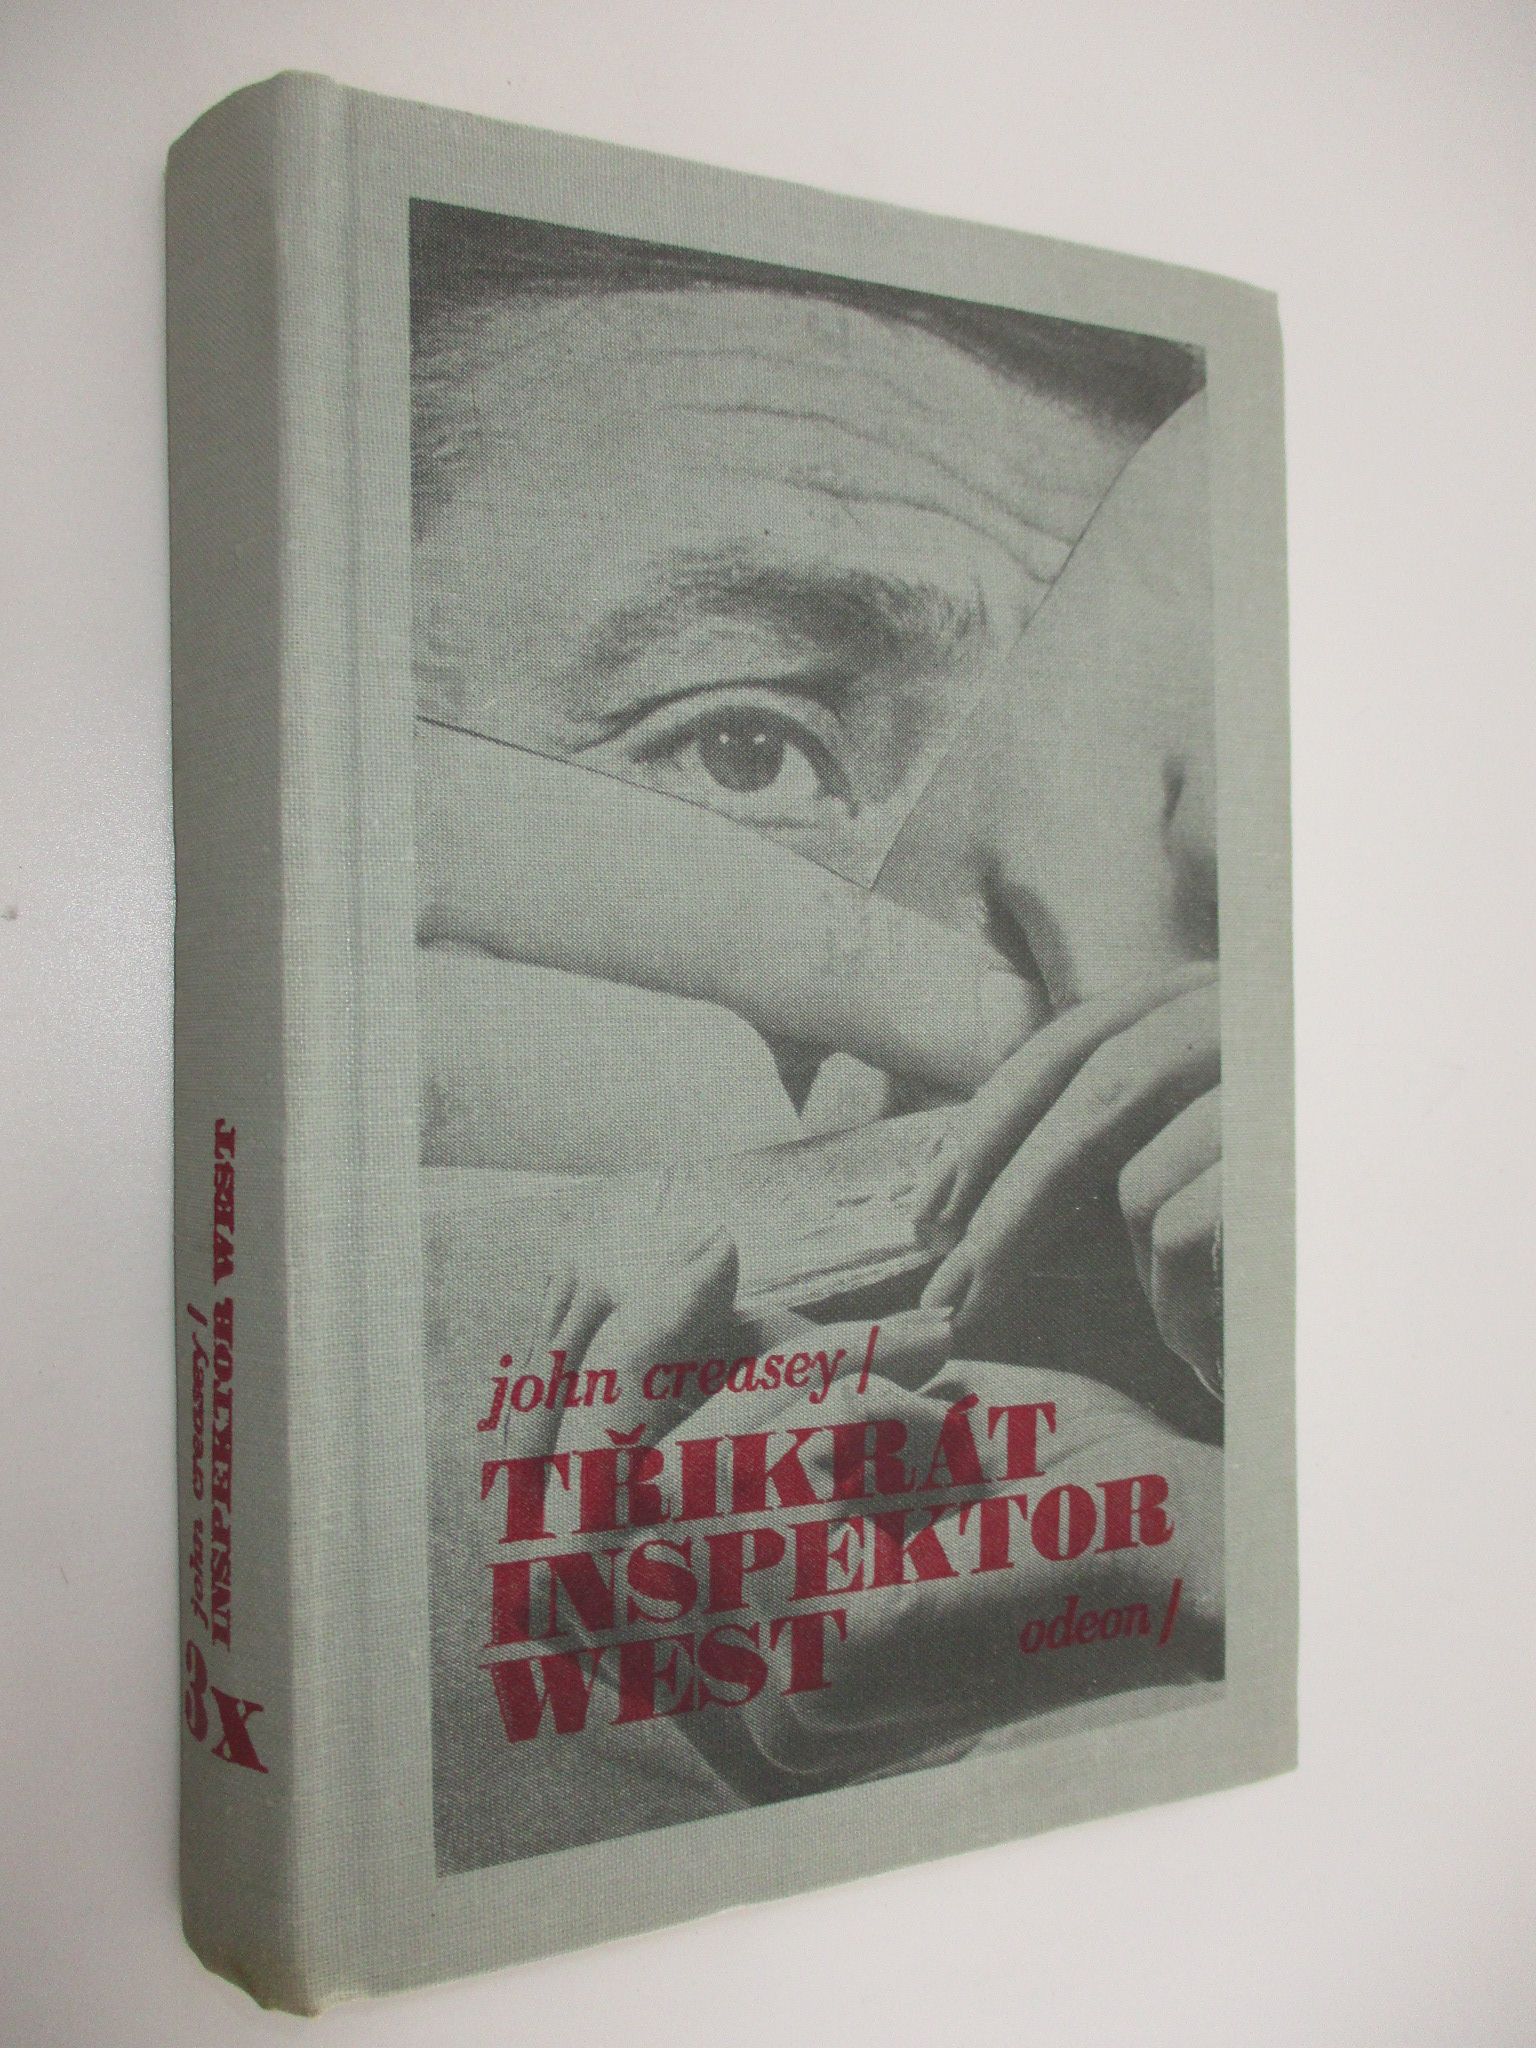 john creasey/
TŘIKRÁT
INSPEKTOR
WEST
odeon/
3X
john creasey/
INSPEKTOR WEST